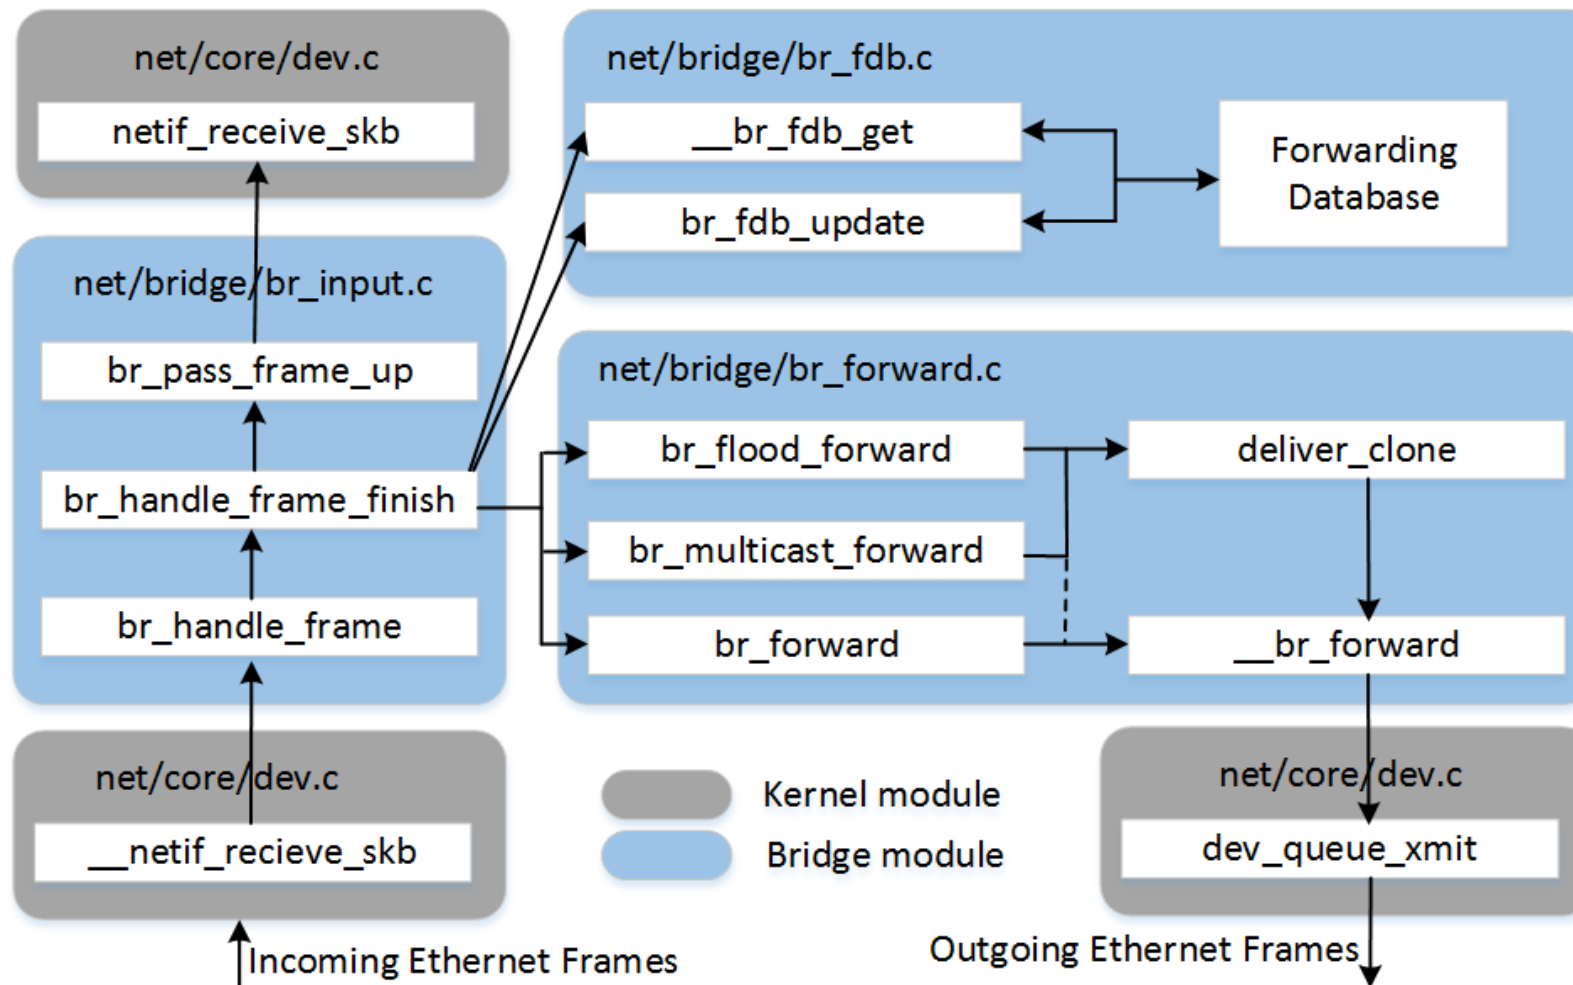 net/core/dev.c
netif_receive_skb
net/bridge/br_input.c
br_pass_frame_up
br_handle_frame_finish
br_handle_frame
net/core/dev.c
__netif_recieve_skb
Incoming Ethernet Frames
net/bridge/br_fdb.c
__br_fdb_get
br_fdb_update
Forwarding
Database
net/bridge/br_forward.c
br_flood_forward
deliver_clone
br_multicast_forward
br_forward
__br_forward
Kernel module
Bridge module
net/core/dev.c
dev_queue_xmit
Outgoing Ethernet Frames